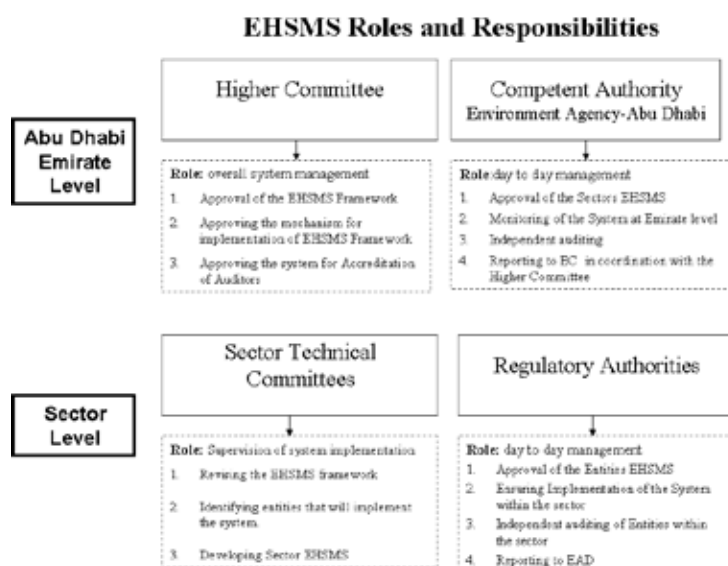 EHSMS Roles and Responsibilities
Abu Dhabi
Emirate
Level
Higher Committee
Role: overall system management
1. Approval of the EHSMS Framework
2. Approving the mechanism for
implementation of EHSMS Framework
3. Approving the system for Accreditation
of Auditors
Competent Authority
Environment Agency-Abu Dhabi
Role:day to day management
1. Approval of the Sectors EHSMS
2. Monitoring of the System at Emirate level
3. Independent auditing
4. Reporting to EC in coordination with the
Higher Committee
Sector
Level
Sector Technical
Committees
Role: Supervision of system implementation
1. Revising the EHSMS framework
2. Identifying entities that will implement
the system.
3. Developing Sector EHSMS
Regulatory Authorities
Role: day to day management
1. Approval of the Entities EHSMS
2. Ensuring Implementation of the System
within the sector
3. Independent auditing of Entities within
the sector
4. Reporting to EAD